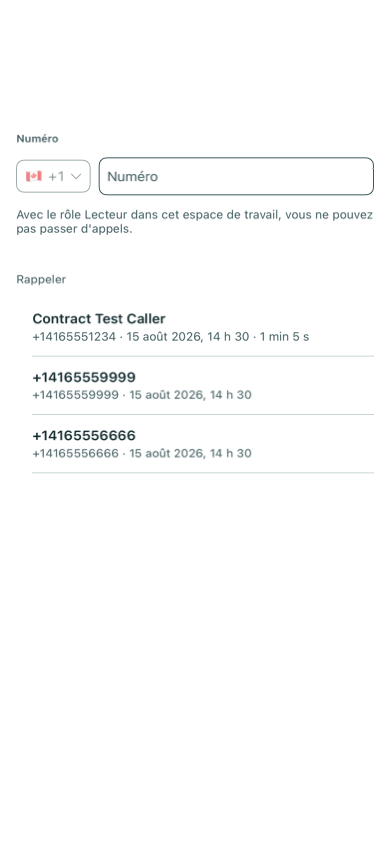 Numéro
+1
Numéro
Avec le rôle Lecteur dans cet espace de travail, vous ne pouvez
pas passer d'appels.
Rappeler
Contract Test Caller
+14165551234 · 15 août 2026, 14 h 30 · 1 min 5 s
+14165559999
+14165559999 · 15 août 2026, 14 h 30
+14165556666
+14165556666 · 15 août 2026, 14 h 30